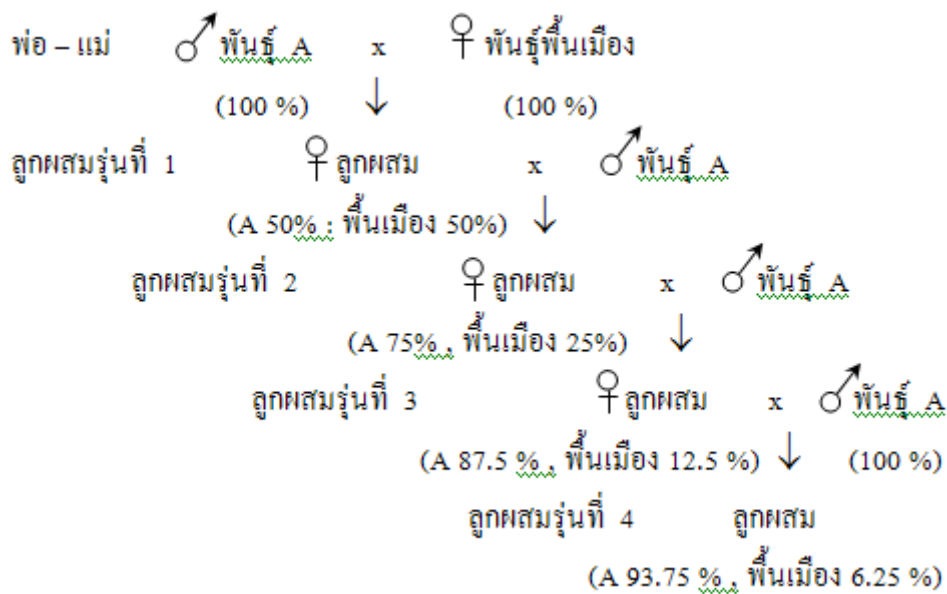 พ่อ – แม่ ♂ พันธุ์ A x ♀ พันธุ์พื้นเมือง
(100 %) ↓ (100 %)
ลูกผสมรุ่นที่ 1 ♀ ลูกผสม x ♂ พันธุ์ A
(A 50% : พื้นเมือง 50%) ↓
ลูกผสมรุ่นที่ 2 ♀ ลูกผสม x ♂ พันธุ์ A
(A 75% , พื้นเมือง 25%) ↓
ลูกผสมรุ่นที่ 3 ♀ ลูกผสม x ♂ พันธุ์ A
(A 87.5 % , พื้นเมือง 12.5 %) ↓ (100 %)
ลูกผสมรุ่นที่ 4 ลูกผสม
(A 93.75 % , พื้นเมือง 6.25 %)